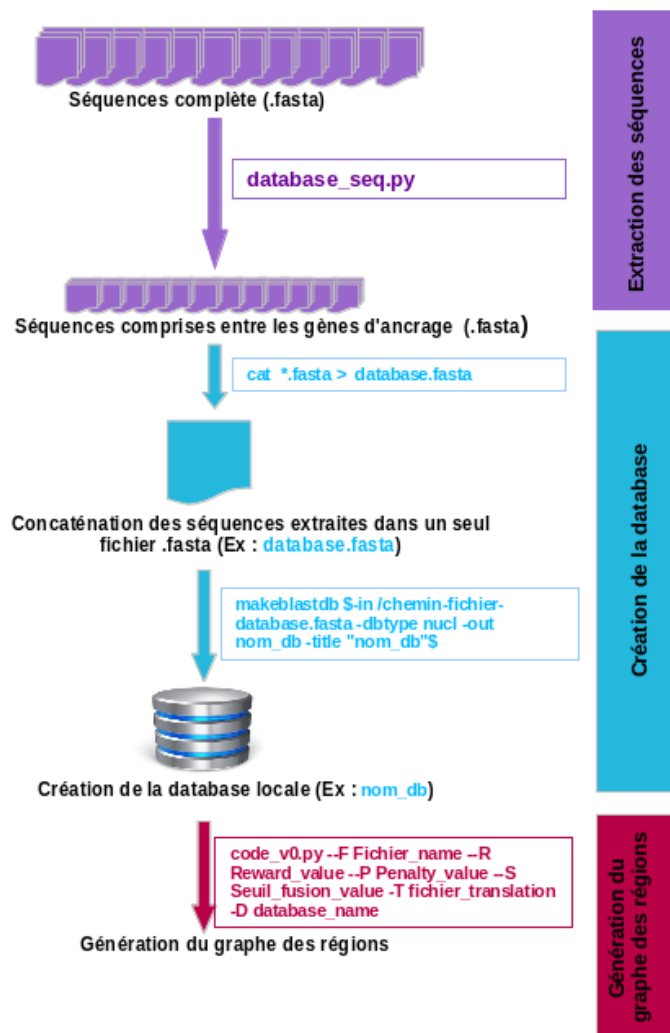 Séquences complète (.fasta)
database_seq.py
Extraction des séquences
Séquences comprises entre les gènes d'ancrage (.fasta)
cat *.fasta > database.fasta
Concaténation des séquences extraites dans un seul
fichier .fasta (Ex : database.fasta)
makeblastdb $-in /chemin-fichier-
database.fasta -dbtype nucl -out
nom_db -title "nom_db"$
Création de la database
Création de la database locale (Ex : nom_db)
code_v0.py --F Fichier_name --R
Reward_value --P Penalty_value --S
Seuil_fusion_value -T fichier_translation
-D database_name
Génération du graphe des régions
Génération du
graphe des régions